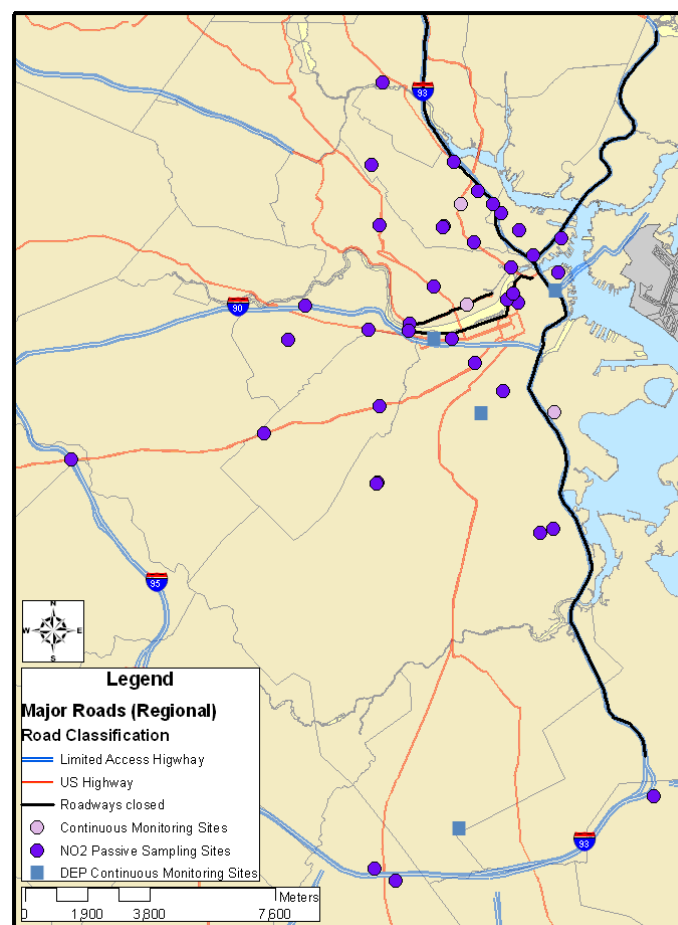 93
90
95
N
W E
S
Legend
Major Roads (Regional)
Road Classification
Limited Access Higwhay
US Highway
Roadways closed
Continuous Monitoring Sites
NO2 Passive Sampling Sites
DEP Continuous Monitoring Sites
93
Meters
0 1,900 3,800 7,600